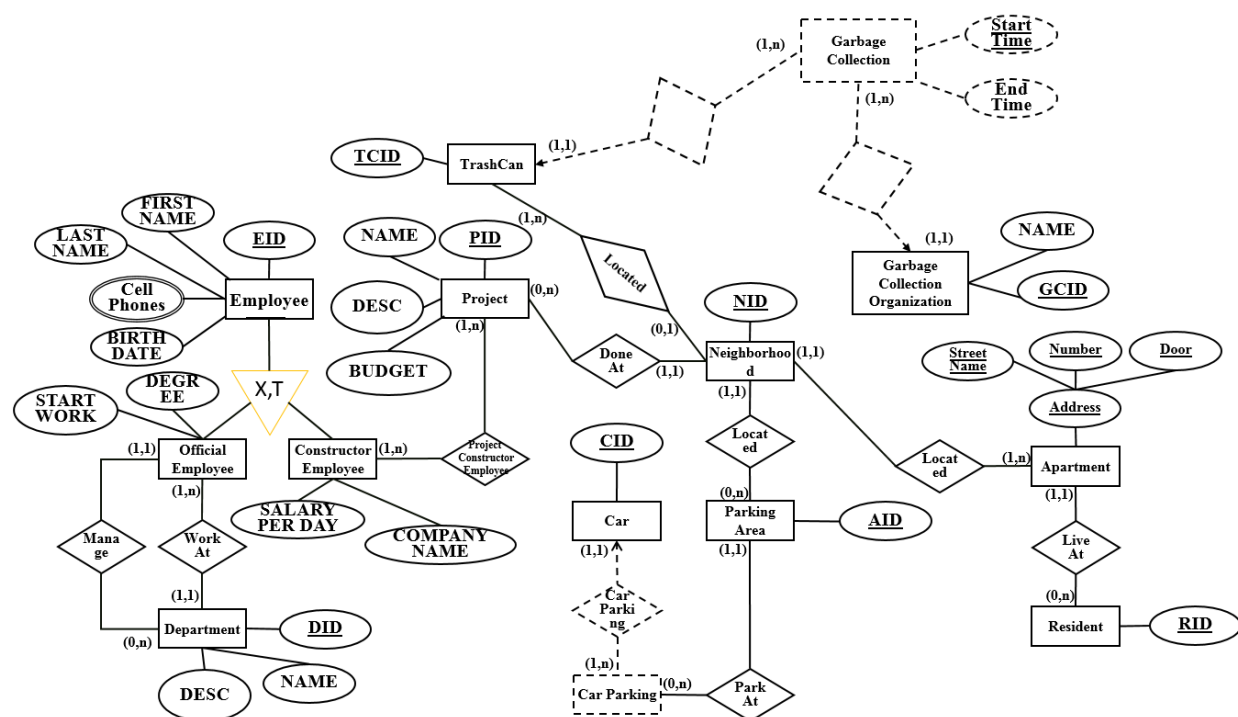 Start
Time
(1,n)
Garbage
Collection
(1,n)
End
Time
(1,1)
TCID
TrashCan
FIRST
NAME
(1,n)
NAME
LAST
NAME
EID
NAME
PID
(1,1)
Garbage
Collection
Organization
Located
Cell
Phones
Employee
DESC
Project
(0,n)
NID
GCID
(1,n)
(0,1)
BIRTH
DATE
Done
At
(1,1)
Neighborhoo
d
(1,1)
Street
Name
Number
Door
BUDGET
X,T
DEGR
EE
(1,1)
START
WORK
Address
CID
Locat
ed
(1,1)
Official
Employee
Constructor
Employee
(1,n)
Project
Constructor
Employee
Locat
ed
(1,n)
Apartment
(1,n)
(0,n)
(1,1)
SALARY
PER DAY
Car
Parking
Area
AID
Mana
ge
Work
At
COMPANY
NAME
(1,1)
(1,1)
Live
At
(1,1)
Car
Parki
ng
(0,n)
Department
DID
Resident
RID
(0,n)
(1,n)
DESC
NAME
Car Parking
(0,n)
Park
At